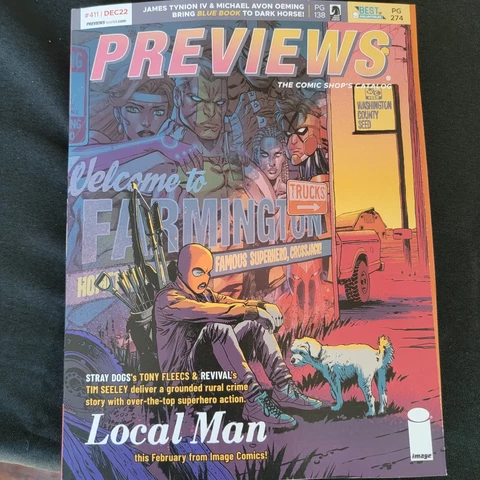 #411 | DEC22
PREVIEWSworld.com
JAMES TYNION IV & MICHAEL AVON OEMING
BRING BLUE BOOK TO DARK HORSE!
PG
138
BEST
PG
274
PREVIEWS
THE COMIC SHOP'S CATALOG
WASHINGTON
COUNTY
SEED
Welcome to
FARMINGTON
TRUCKS
FAMOUS SUPERHERO, CROSSJACK!
STRAY DOGS's TONY FLEECS & REVIVAL's
TIM SEELEY deliver a grounded rural crime
story with over-the-top superhero action.
Local Man
this February from Image Comics!
image